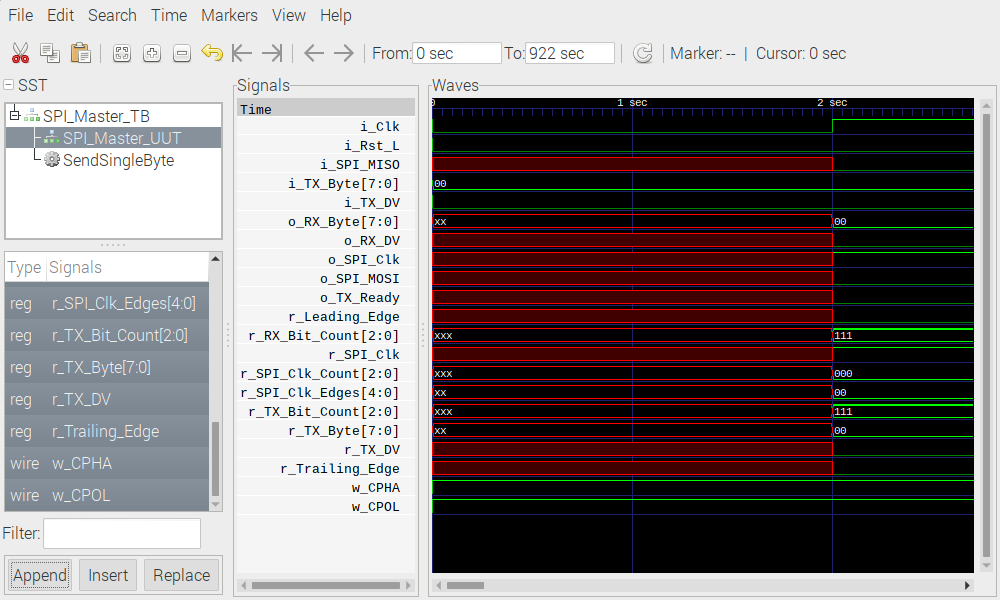 File Edit Search Time Markers View Help
From: 0 sec To: 922 sec Marker: -- | Cursor: 0 sec
SST
SPI_Master_TB
SPI_Master_UUT
SendSingleByte
Type Signals
reg r_SPI_Clk_Edges[4:0]
reg r_TX_Bit_Count[2:0]
reg r_TX_Byte[7:0]
reg r_TX_DV
reg r_Trailing_Edge
wire w_CPHA
wire w_CPOL
Filter:
Append Insert Replace
Signals
Time
i_Clk
i_Rst_L
i_SPI_MISO
i_TX_Byte[7:0]
i_TX_DV
o_RX_Byte[7:0]
o_RX_DV
o_SPI_Clk
o_SPI_MOSI
o_TX_Ready
r_Leading_Edge
r_RX_Bit_Count[2:0]
r_SPI_Clk
r_SPI_Clk_Count[2:0]
r_SPI_Clk_Edges[4:0]
r_TX_Bit_Count[2:0]
r_TX_Byte[7:0]
r_TX_DV
r_Trailing_Edge
w_CPHA
w_CPOL
Waves
0 1 sec 2 sec
00
xx 00
xxx 111
xxx 000
xx 00
xxx 111
xx 00